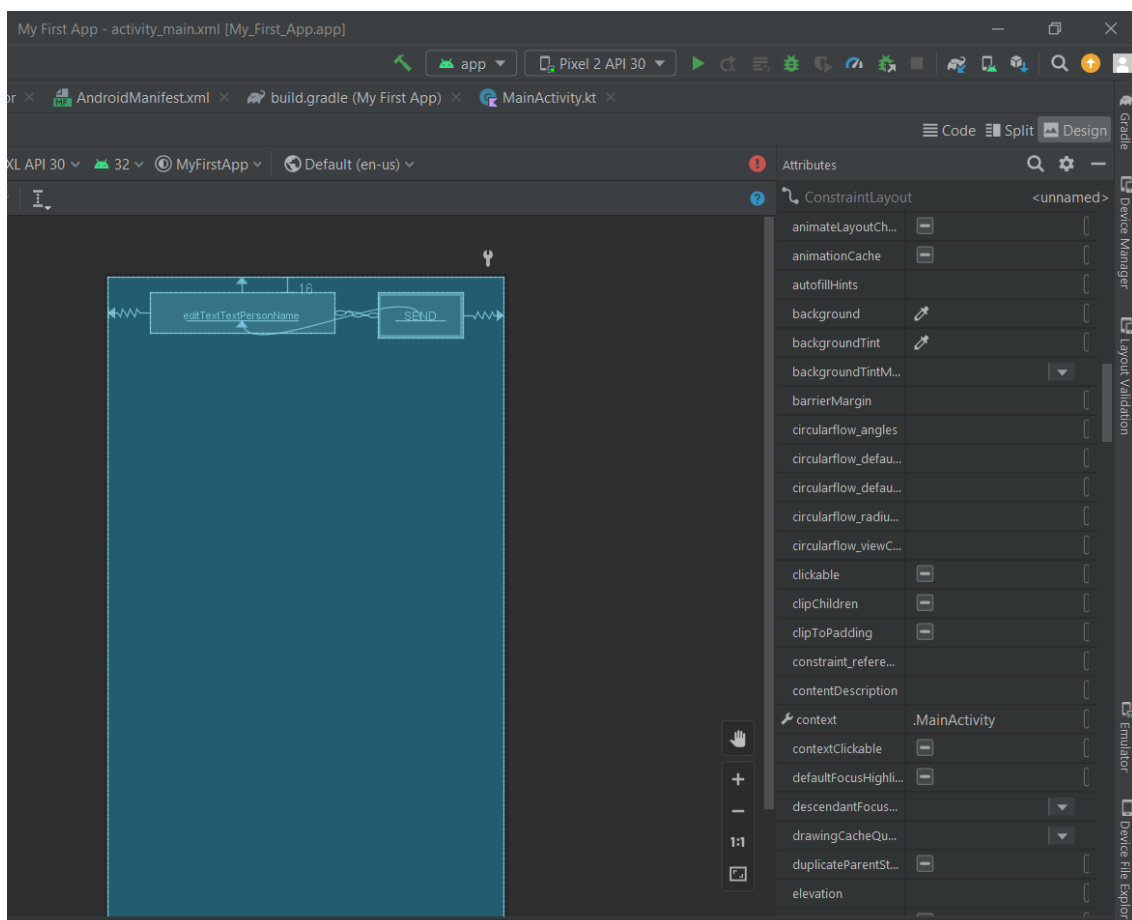 My First App - activity_main.xml [My_First_App.app]
app
Pixel 2 API 30
or
MF
AndroidManifest.xml
build.gradle (My First App)
MainActivity.kt
Code
Split
Design
XL API 30
32
MyFirstApp
Default (en-us)
Attributes
ConstraintLayout
<unnamed>
16
editTextTextPersonName
SEND
animateLayoutCh...
animationCache
autofillHints
background
backgroundTint
backgroundTintM...
barrierMargin
circularflow_angles
circularflow_defau...
circularflow_defau...
circularflow_radiu...
circularflow_viewC...
clickable
clipChildren
clipToPadding
constraint_refere...
contentDescription
context
.MainActivity
contextClickable
defaultFocusHighli...
descendantFocus...
drawingCacheQu...
duplicateParentSt...
elevation
1:1
Gradle
Device Manager
Layout Validation
Emulator
Device File Explor